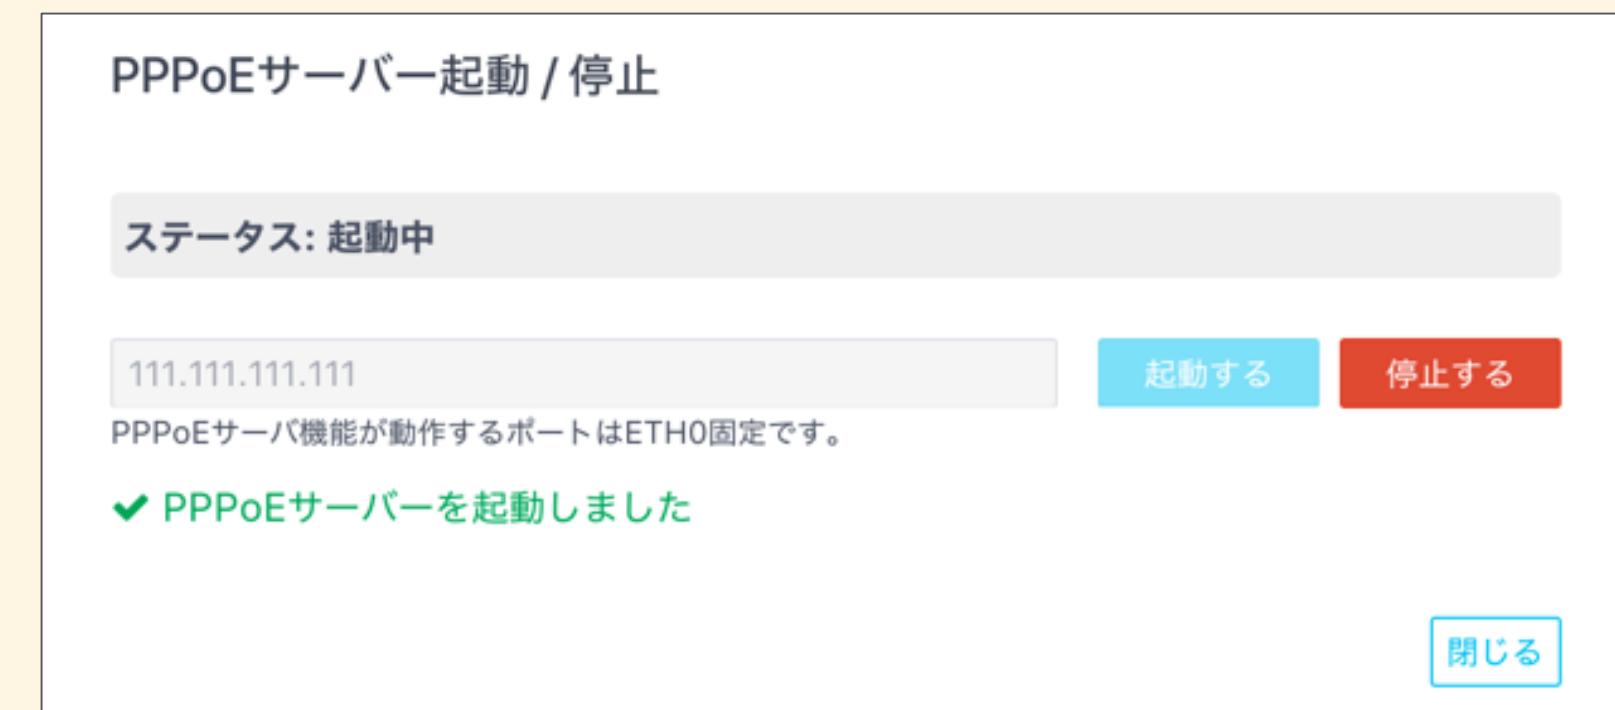 PPPoEサーバー起動 / 停止
ステータス: 起動中
111.111.111.111
起動する
停止する
PPPoEサーバ機能が動作するポートはETH0固定です。
✔ PPPoEサーバーを起動しました
閉じる